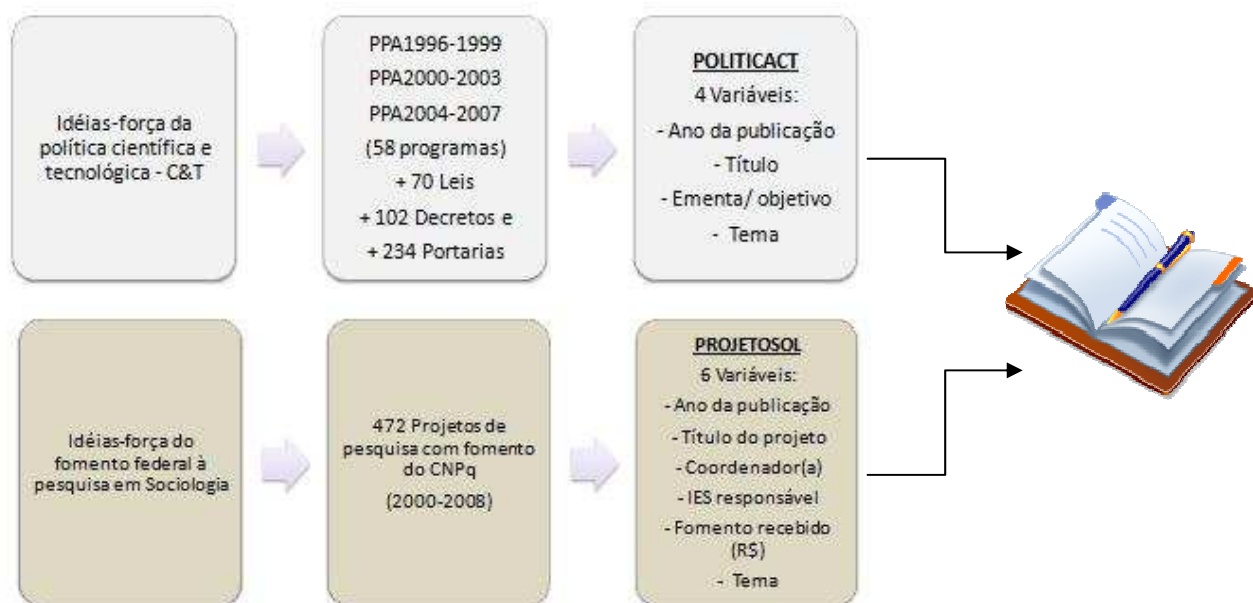 Idéias-força da
política científica e
tecnológica - C&T
PPA1996-1999
PPA2000-2003
PPA2004-2007
(58 programas)
+ 70 Leis
+ 102 Decretos e
+ 234 Portarias
POLITICACT
4 Variáveis:
- Ano da publicação
- Título
- Ementa/ objetivo
- Tema
Idéias-força do
fomento federal à
pesquisa em Sociologia
472 Projetos de
pesquisa com fomento
do CNPq
(2000-2008)
PROJETOSOL
6 Variáveis:
- Ano da publicação
- Título do projeto
- Coordenador(a)
- IES responsável
- Fomento recebido
(R$)
- Tema